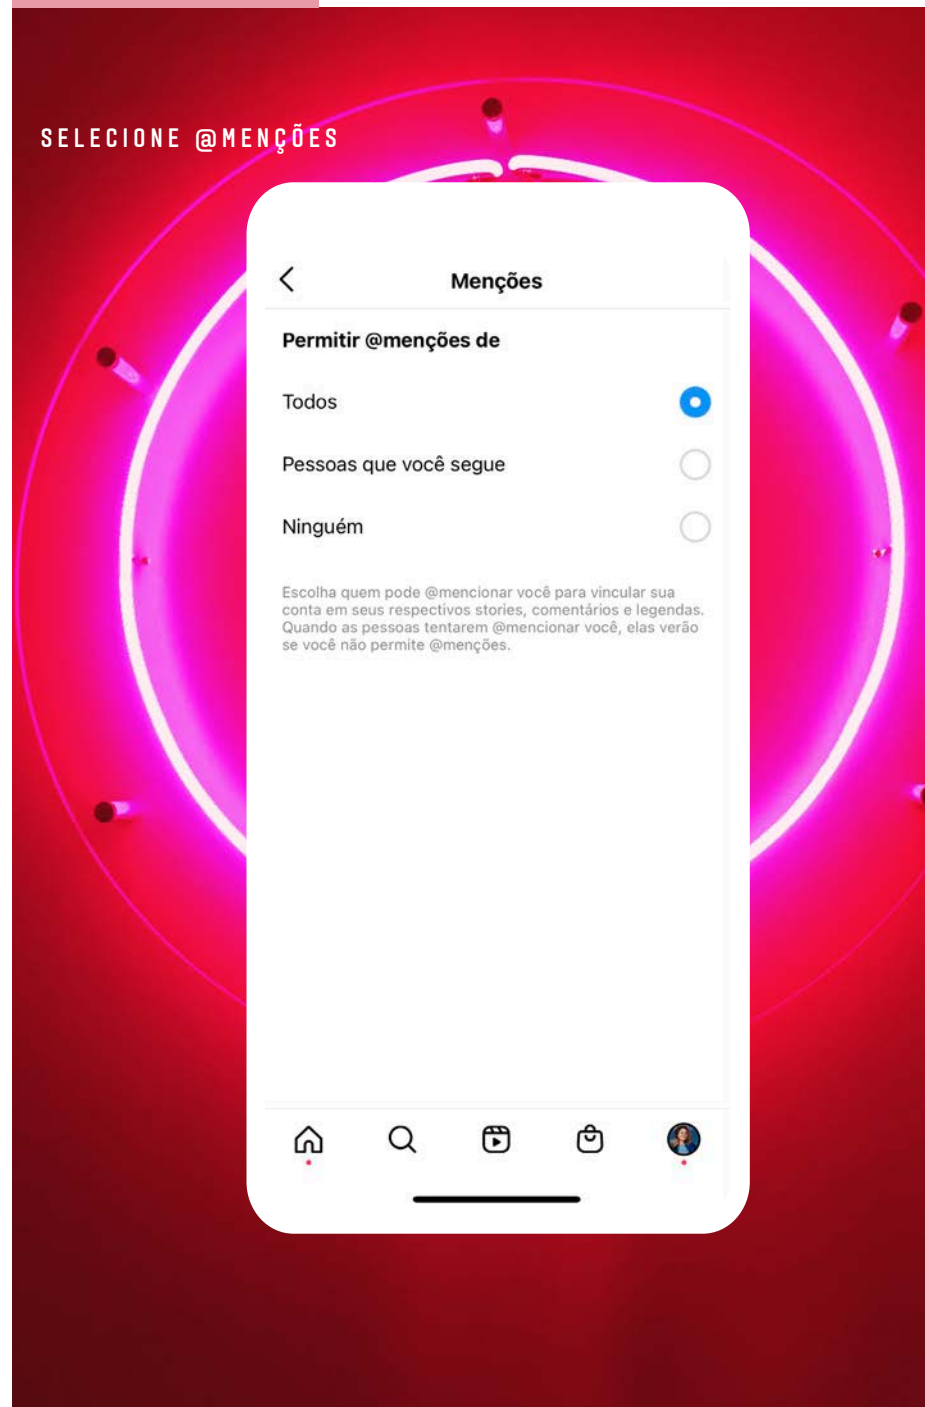 SELECIONE @MENÇÕES
Menções
Permitir @menções de
Todos
Pessoas que você segue
Ninguém
Escolha quem pode @mencionar você para vincular sua
conta em seus respectivos stories, comentários e legendas.
Quando as pessoas tentarem @mencionar você, elas verão
se você não permite @menções.